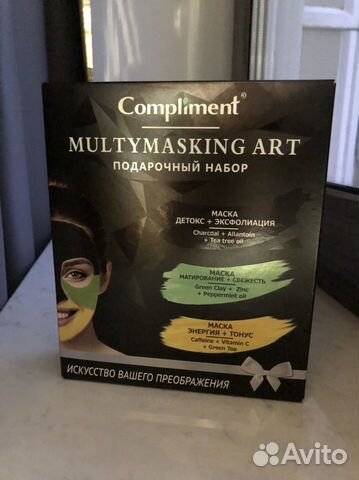 Compliment®
MULTYMASKING ART
ПОДАРОЧНЫЙ НАБОР
МАСКА
ДЕТОКС + ЭКСФОЛИАЦИЯ
Charcoal + Allantoin
+ Tea tree oil
МАСКА
МАТИРОВАНИЕ + СВЕЖЕСТЬ
Green Clay + Zinc
+ Peppermint oil
МАСКА
ЭНЕРГИЯ + ТОНУС
Caffeine + Vitamin C
+ Green Tea
ИСКУССТВО ВАШЕГО ПРЕОБРАЖЕНИЯ
Avito